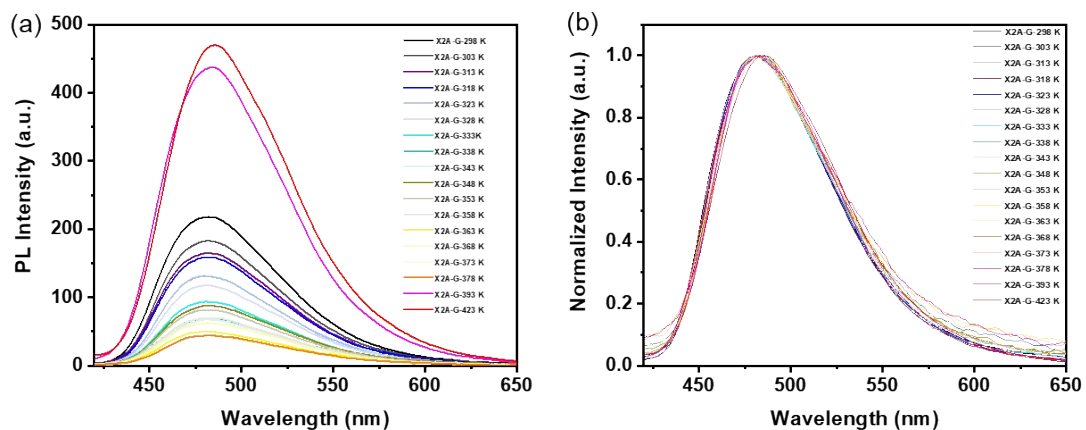 (a)
500
400
300
200
100
0
PL Intensity (a.u.)
450
500
550
600
650
Wavelength (nm)
X2A-G-298 K
X2A-G-303 K
X2A-G-313 K
X2A-G-318 K
X2A-G-323 K
X2A-G-328 K
X2A-G-333K
X2A-G-338 K
X2A-G-343 K
X2A-G-348 K
X2A-G-353 K
X2A-G-358 K
X2A-G-363 K
X2A-G-368 K
X2A-G-373 K
X2A-G-378 K
X2A-G-393 K
X2A-G-423 K
(b)
1.0
0.8
0.6
0.4
0.2
0.0
Normalized Intensity (a.u.)
450
500
550
600
650
Wavelength (nm)
X2A-G-298 K
X2A-G-303 K
X2A-G-313 K
X2A-G-318 K
X2A-G-323 K
X2A-G-328 K
X2A-G-333 K
X2A-G-338 K
X2A-G-343 K
X2A-G-348 K
X2A-G-353 K
X2A-G-358 K
X2A-G-363 K
X2A-G-368 K
X2A-G-373 K
X2A-G-378 K
X2A-G-393 K
X2A-G-423 K